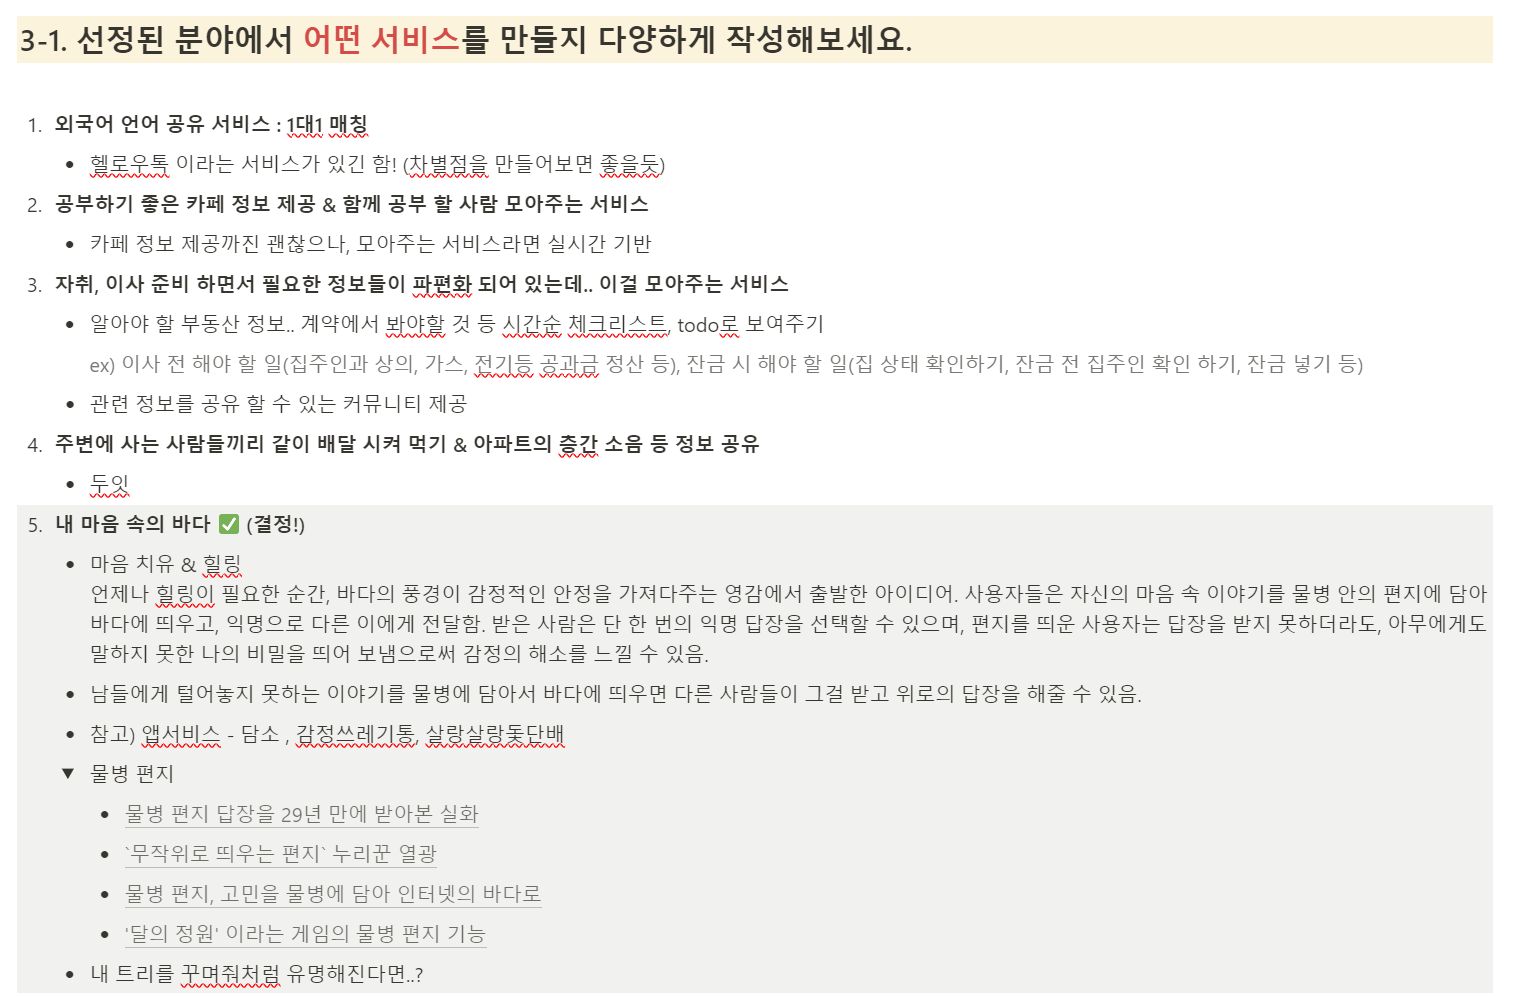 3-1. 선정된 분야에서 어떤 서비스를 만들지 다양하게 작성해보세요.
1. 외국어 언어 공유 서비스 : 1대1 매칭
• 헬로우톡 이라는 서비스가 있긴 함! (차별점을 만들어보면 좋을듯)
2. 공부하기 좋은 카페 정보 제공 & 함께 공부 할 사람 모아주는 서비스
• 카페 정보 제공까진 괜찮으나, 모아주는 서비스라면 실시간 기반
3. 자취, 이사 준비 하면서 필요한 정보들이 파편화 되어 있는데.. 이걸 모아주는 서비스
• 알아야 할 부동산 정보.. 계약에서 봐야할 것 등 시간순 체크리스트, todo로 보여주기
ex) 이사 전 해야 할 일(집주인과 상의, 가스, 전기등 공과금 정산 등), 잔금 시 해야 할 일(집 상태 확인하기, 잔금 전 집주인 확인 하기, 잔금 넣기 등)
• 관련 정보를 공유 할 수 있는 커뮤니티 제공
4. 주변에 사는 사람들끼리 같이 배달 시켜 먹기 & 아파트의 층간 소음 등 정보 공유
• 두잇
5. 내 마음 속의 바다 ✅ (결정!)
• 마음 치유 & 힐링
언제나 힐링이 필요한 순간, 바다의 풍경이 감정적인 안정을 가져다주는 영감에서 출발한 아이디어. 사용자들은 자신의 마음 속 이야기를 물병 안의 편지에 담아
바다에 띄우고, 익명으로 다른 이에게 전달함. 받은 사람은 단 한 번의 익명 답장을 선택할 수 있으며, 편지를 띄운 사용자는 답장을 받지 못하더라도, 아무에게도
말하지 못한 나의 비밀을 띄어 보냄으로써 감정의 해소를 느낄 수 있음.
• 남들에게 털어놓지 못하는 이야기를 물병에 담아서 바다에 띄우면 다른 사람들이 그걸 받고 위로의 답장을 해줄 수 있음.
• 참고) 앱서비스 - 담소 , 감정쓰레기통, 살랑살랑돛단배
▼ 물병 편지
• 물병 편지 답장을 29년 만에 받아본 실화
• `무작위로 띄우는 편지` 누리꾼 열광
• 물병 편지, 고민을 물병에 담아 인터넷의 바다로
• '달의 정원' 이라는 게임의 물병 편지 기능
• 내 트리를 꾸며줘처럼 유명해진다면..?